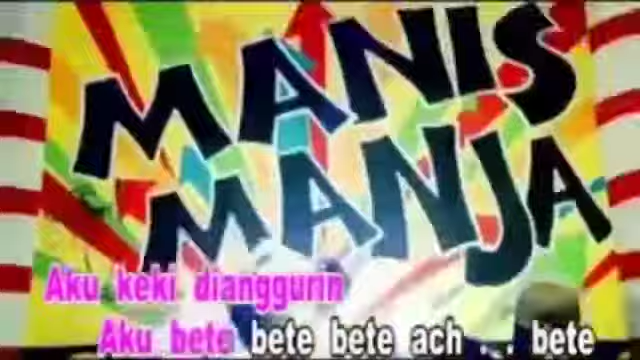 MANIS
MANJA
Aku keki dianggurin
Aku bete bete bete ach . . bete